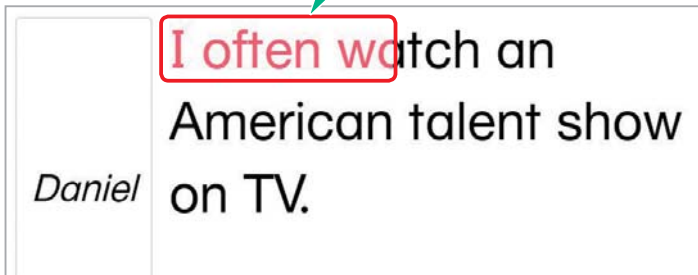 I often watch an
American talent show
Daniel on TV.